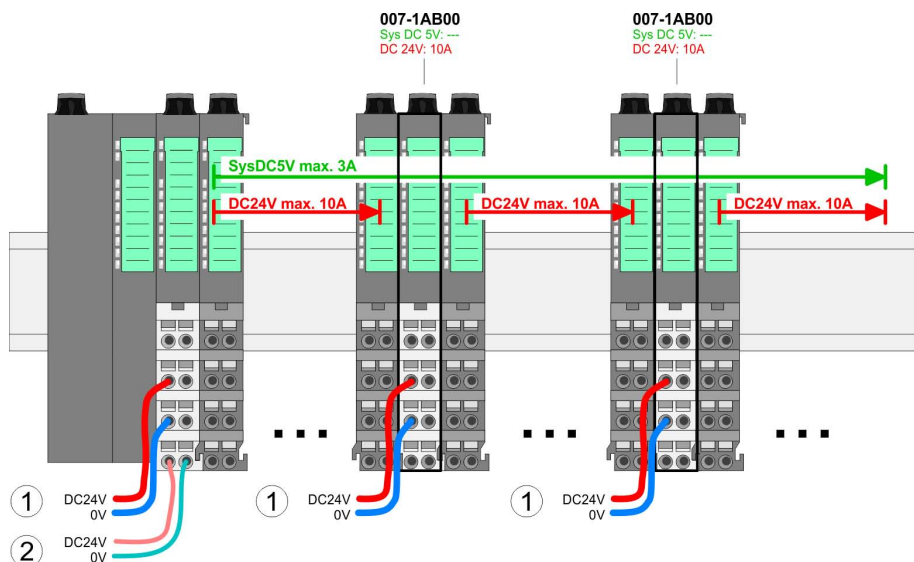 007-1AB00
Sys DC 5V: ---
DC 24V: 10A
007-1AB00
Sys DC 5V: ---
DC 24V: 10A
SysDC5V max. 3A
DC24V max. 10A
DC24V max. 10A
DC24V max. 10A
1
DC24V
0V
1
DC24V
0V
1
DC24V
0V
2
DC24V
0V